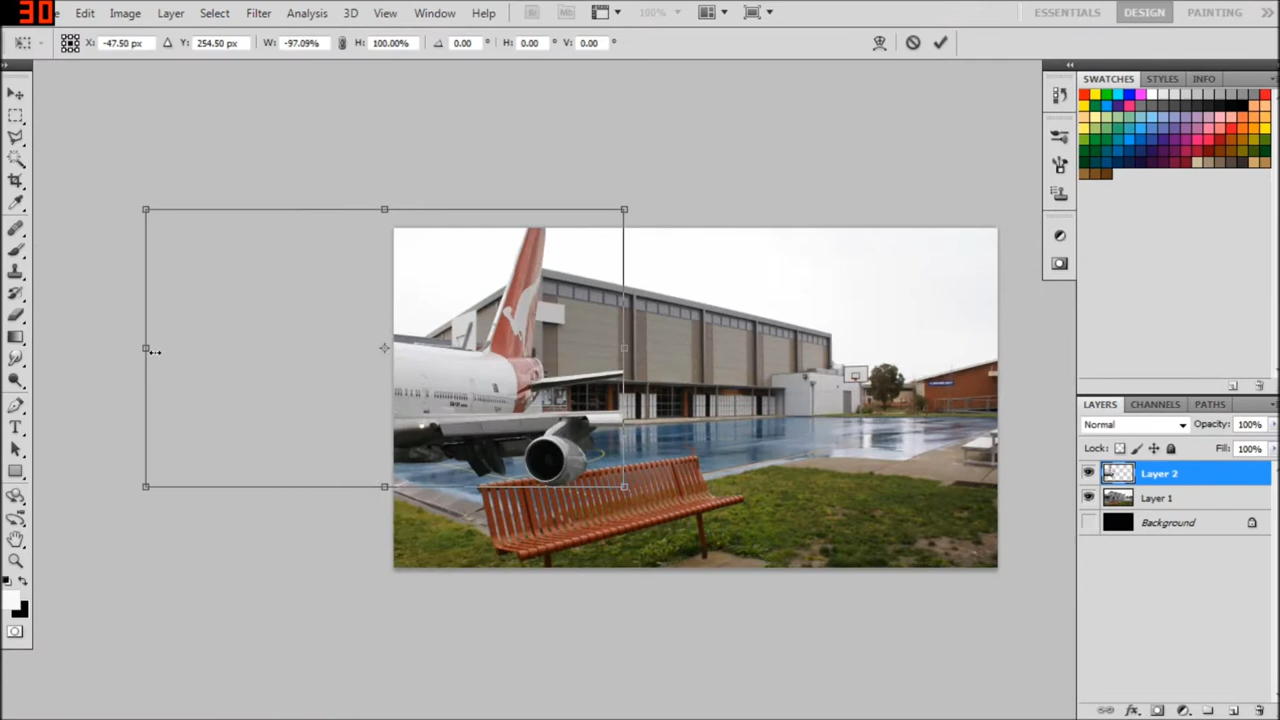 30
Edit Image Layer Select Filter Analysis 3D View Window Help
100%
ESSENTIALS DESIGN PAINTING
X: -47.50 px Y: 254.50 px W: -97.09% H: 100.00% 0.00 ° H: 0.00 ° V: 0.00 °
SWATCHES STYLES INFO
LAYERS CHANNELS PATHS
Normal Opacity: 100%
Lock: Fill: 100%
Layer 2
Layer 1
Background